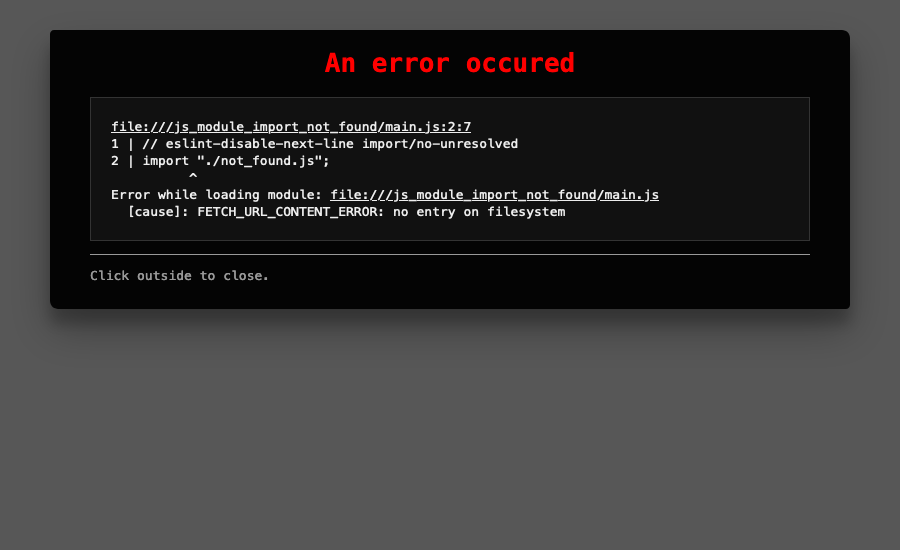 An error occured
file:///js_module_import_not_found/main.js:2:7
1 | // eslint-disable-next-line import/no-unresolved
2 | import "./not_found.js";
^
Error while loading module: file:///js_module_import_not_found/main.js
[cause]: FETCH_URL_CONTENT_ERROR: no entry on filesystem
Click outside to close.